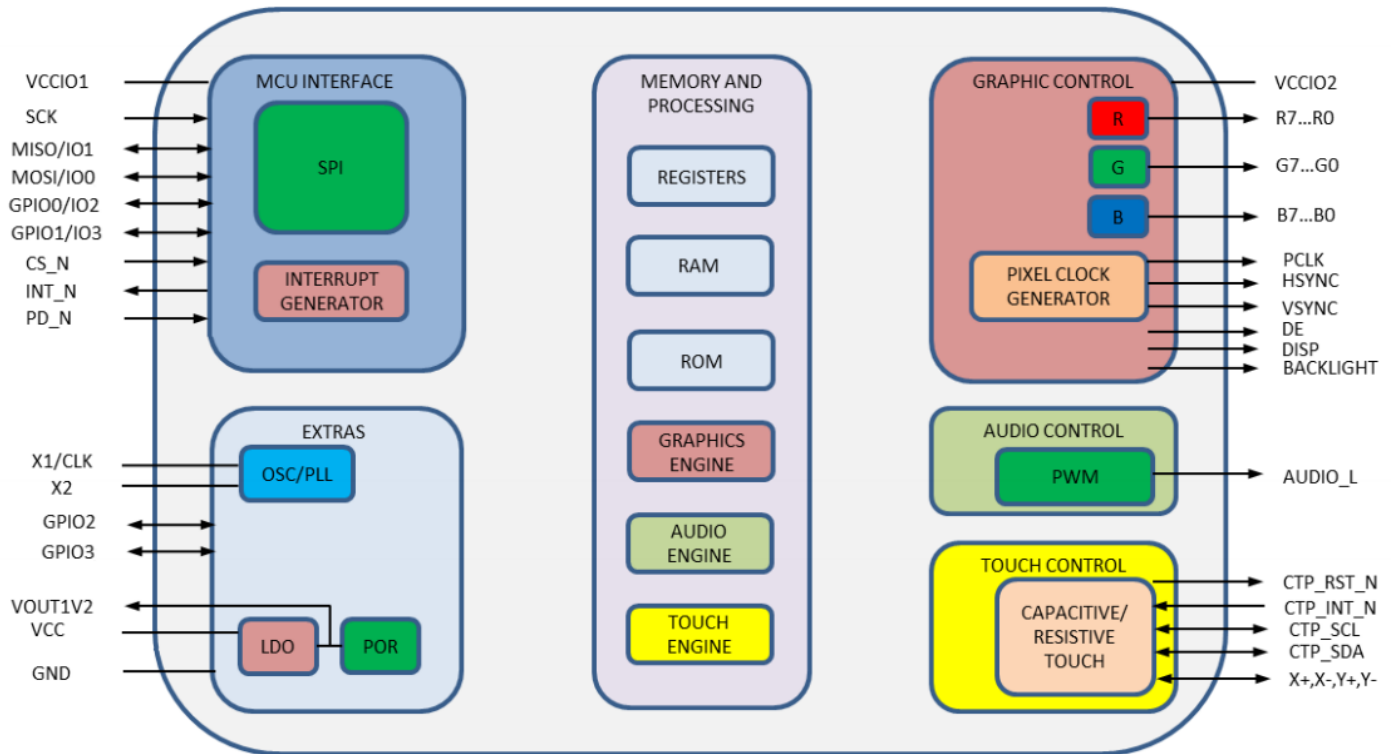 VCCIO1
SCK
MISO/IO1
MOSI/IO0
GPIO0/IO2
GPIO1/IO3
CS_N
INT_N
PD_N
MCU INTERFACE
SPI
INTERRUPT
GENERATOR
X1/CLK
X2
GPIO2
GPIO3
VOUT1V2
VCC
GND
EXTRAS
OSC/PLL
LDO
POR
MEMORY AND
PROCESSING
REGISTERS
RAM
ROM
GRAPHICS
ENGINE
AUDIO
ENGINE
TOUCH
ENGINE
GRAPHIC CONTROL
R
G
B
PIXEL CLOCK
GENERATOR
VCCIO2
R7...R0
G7...G0
B7...B0
PCLK
HSYNC
VSYNC
DE
DISP
BACKLIGHT
AUDIO CONTROL
PWM
AUDIO_L
TOUCH CONTROL
CAPACITIVE/
RESISTIVE
TOUCH
CTP_RST_N
CTP_INT_N
CTP_SCL
CTP_SDA
X+,X-,Y+,Y-